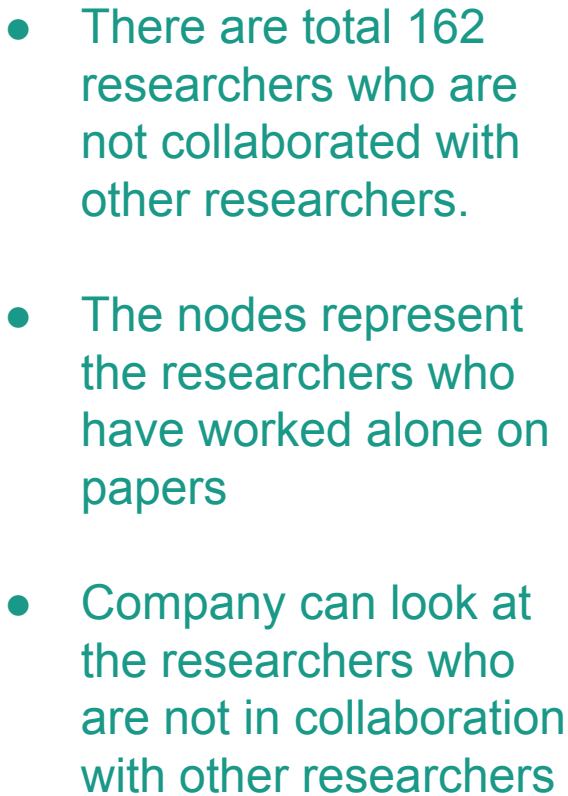 ● There are total 162
researchers who are
not collaborated with
other researchers.
● The nodes represent
the researchers who
have worked alone on
papers
● Company can look at
the researchers who
are not in collaboration
with other researchers